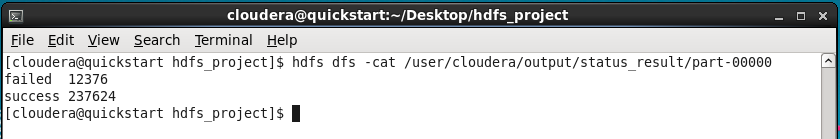 cloudera@quickstart:~/Desktop/hdfs_project
File Edit View Search Terminal Help
[cloudera@quickstart hdfs_project]$ hdfs dfs -cat /user/cloudera/output/status_result/part-00000
failed  12376
success 237624
[cloudera@quickstart hdfs_project]$